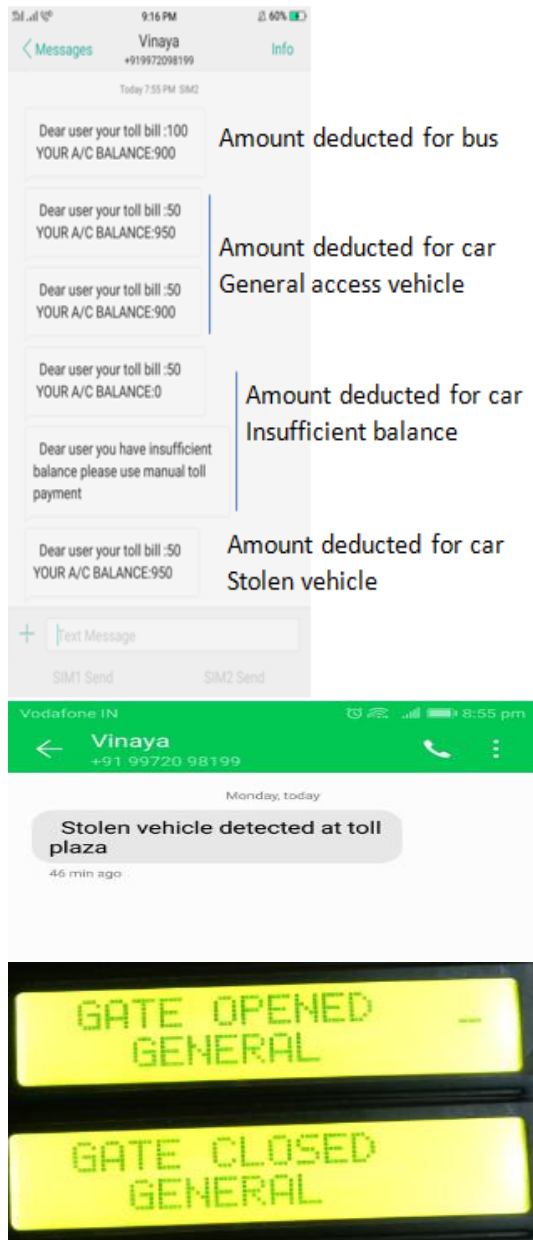 9:16 PM
60%
Messages
Vinaya
Info
+919972098199
Today 7:55 PM SIM2
Dear user your toll bill :100
YOUR A/C BALANCE:900
Amount deducted for bus
Dear user your toll bill :50
YOUR A/C BALANCE:950
Dear user your toll bill :50
YOUR A/C BALANCE:900
Amount deducted for car
General access vehicle
Dear user your toll bill :50
YOUR A/C BALANCE:0
Dear user you have insufficient
balance please use manual toll
payment
Amount deducted for car
Insufficient balance
Dear user your toll bill :50
YOUR A/C BALANCE:950
Amount deducted for car
Stolen vehicle
+ Text Message
SIM1 Send
SIM2 Send
Vodafone IN
8:55 pm
Vinaya
+91 99720 98199
Monday, today
Stolen vehicle detected at toll
plaza
46 min ago
GATE OPENED _
GENERAL
GATE CLOSED
GENERAL